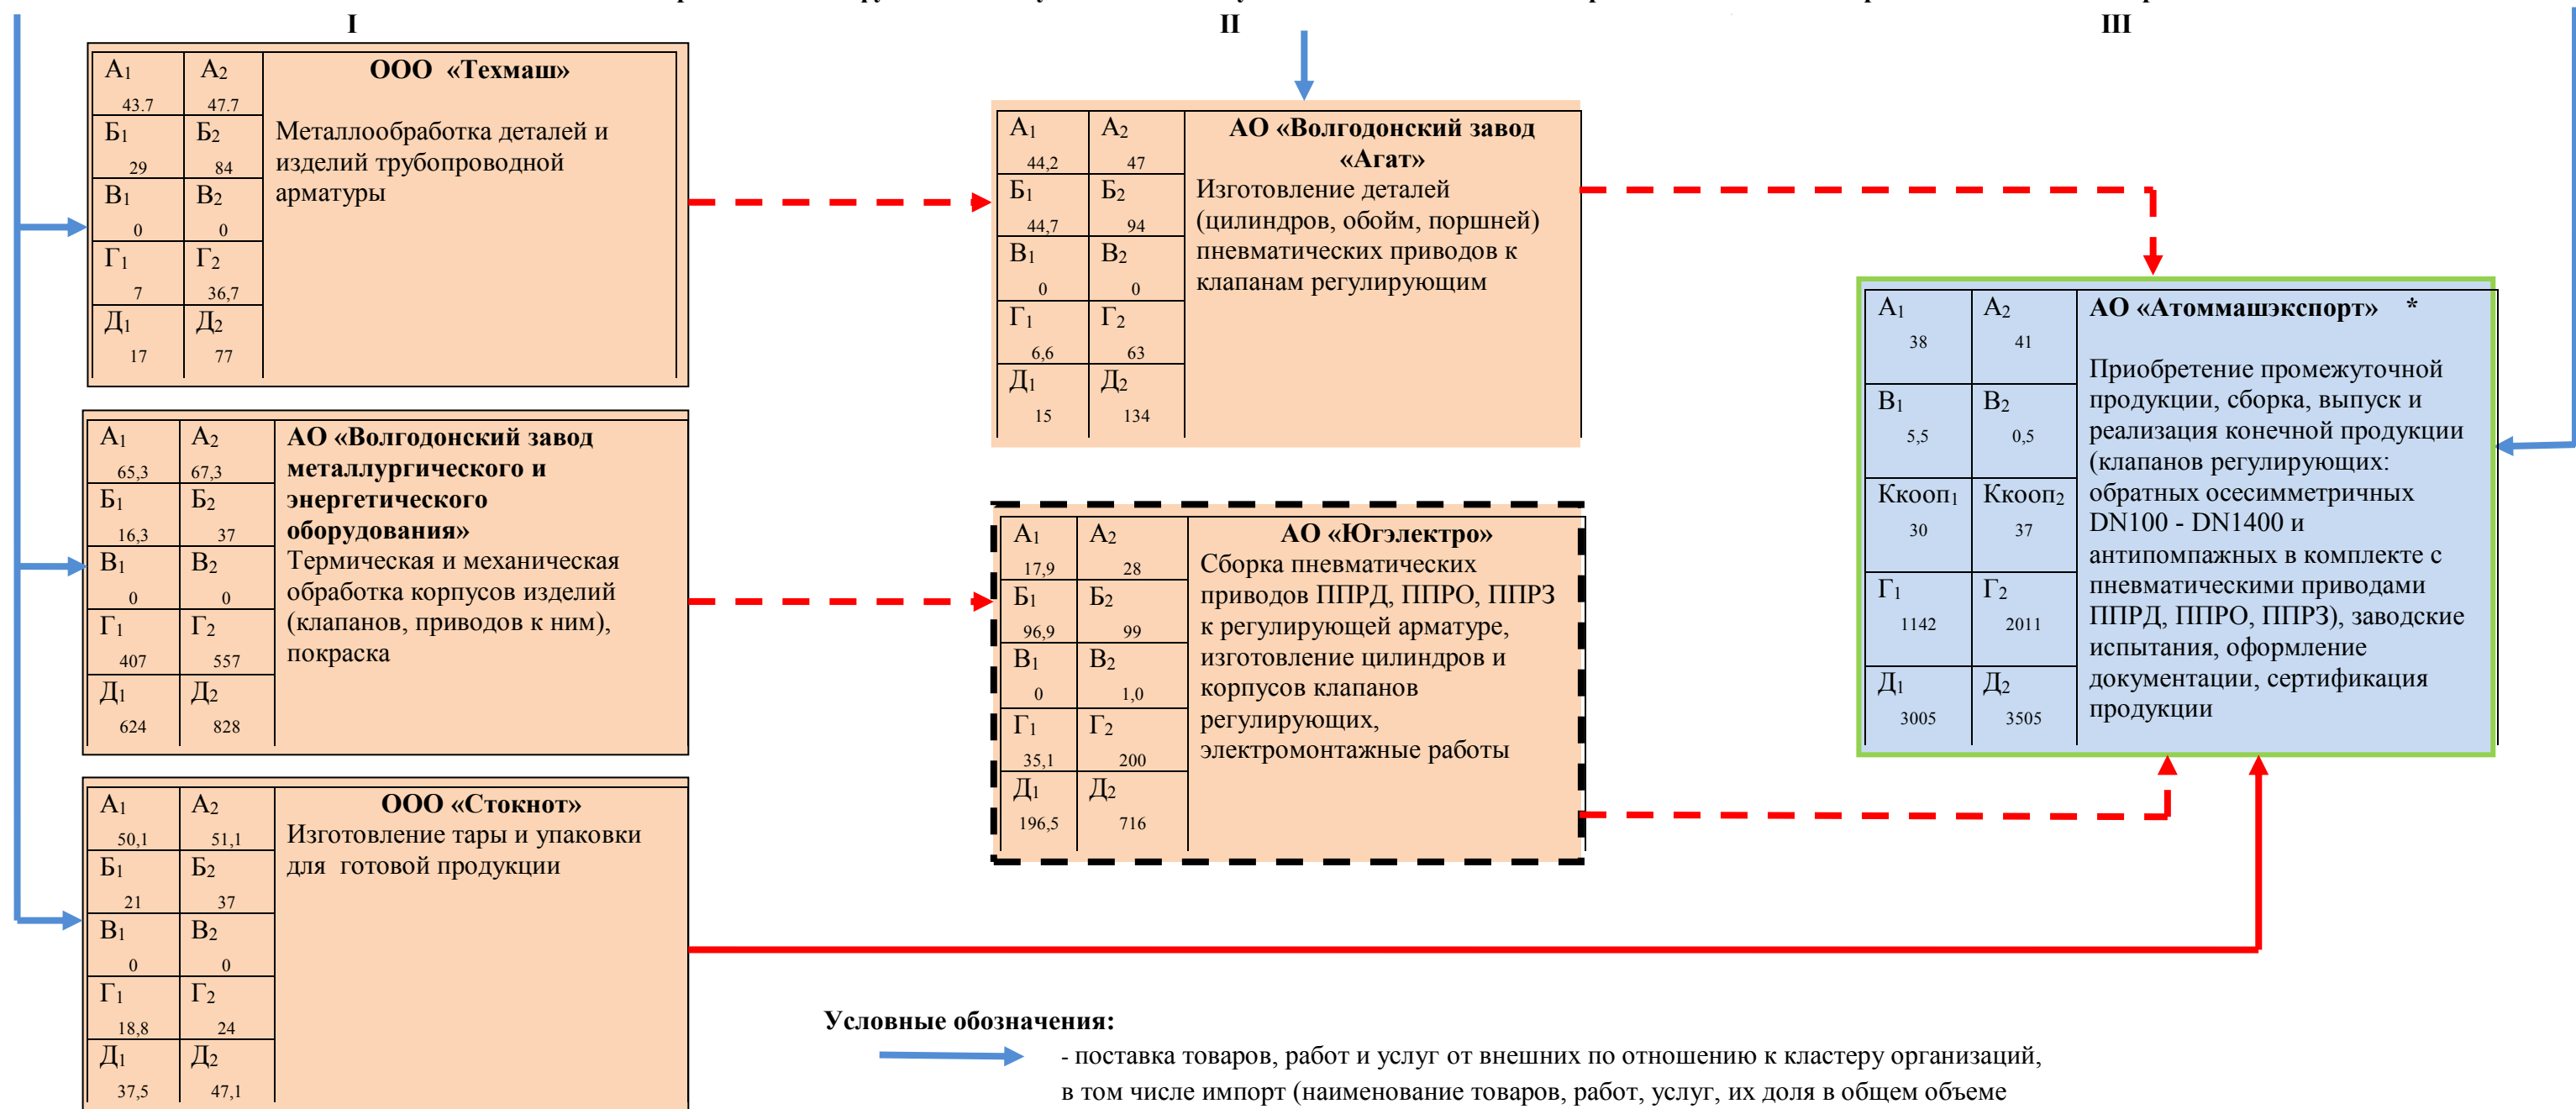 I
II
III
А1 А2 ООО «Техмаш»
43.7 47.7
Б1 Б2 Металлообработка деталей и
29 84 изделий трубопроводной
В1 В2 арматуры
0 0
Г1 Г2
7 36,7
Д1 Д2
17 77
А1 А2 АО «Волгодонский завод
65,3 67,3 металлургического и
Б1 Б2 энергетического
16,3 37 оборудования»
В1 В2 Термическая и механическая
0 0 обработка корпусов изделий
Г1 Г2 (клапанов, приводов к ним),
407 557 покраска
Д1 Д2
624 828
А1 А2 ООО «Стокнот»
50,1 51,1 Изготовление тары и упаковки
Б1 Б2 для готовой продукции
21 37
В1 В2
0 0
Г1 Г2
18,8 24
Д1 Д2
37,5 47,1
А1 А2 АО «Волгодонский завод
44,2 47 «Агат»
Б1 Б2 Изготовление деталей
44,7 94 (цилиндров, обойм, поршней)
В1 В2 пневматических приводов к
0 0 клапанам регулирующим
Г1 Г2
6,6 63
Д1 Д2
15 134
А1 А2 АО «Югэлектро»
17,9 28 Сборка пневматических
Б1 Б2 приводов ППРД, ППРО, ППРЗ
96,9 99 к регулирующей арматуре,
В1 В2 изготовление цилиндров и
0 1,0 корпусов клапанов
Г1 Г2 регулирующих,
35,1 200 электромонтажные работы
Д1 Д2
196,5 716
А1 А2 АО «Атоммашэкспорт» *
38 41
Приобретение промежуточной
В1 В2 продукции, сборка, выпуск и
5,5 0,5 реализация конечной продукции
(клапанов регулирующих:
Ккооп1 Ккооп2 обратных осесимметричных
30 37 DN100 - DN1400 и
антипомпажных в комплекте с
Г1 Г2 пневматическими приводами
1142 2011 ППРД, ППРО, ППРЗ), заводские
испытания, оформление
Д1 Д2 документации, сертификация
3005 3505 продукции
Условные обозначения:
- поставка товаров, работ и услуг от внешних по отношению к кластеру организаций,
в том числе импорт (наименование товаров, работ, услуг, их доля в общем объеме